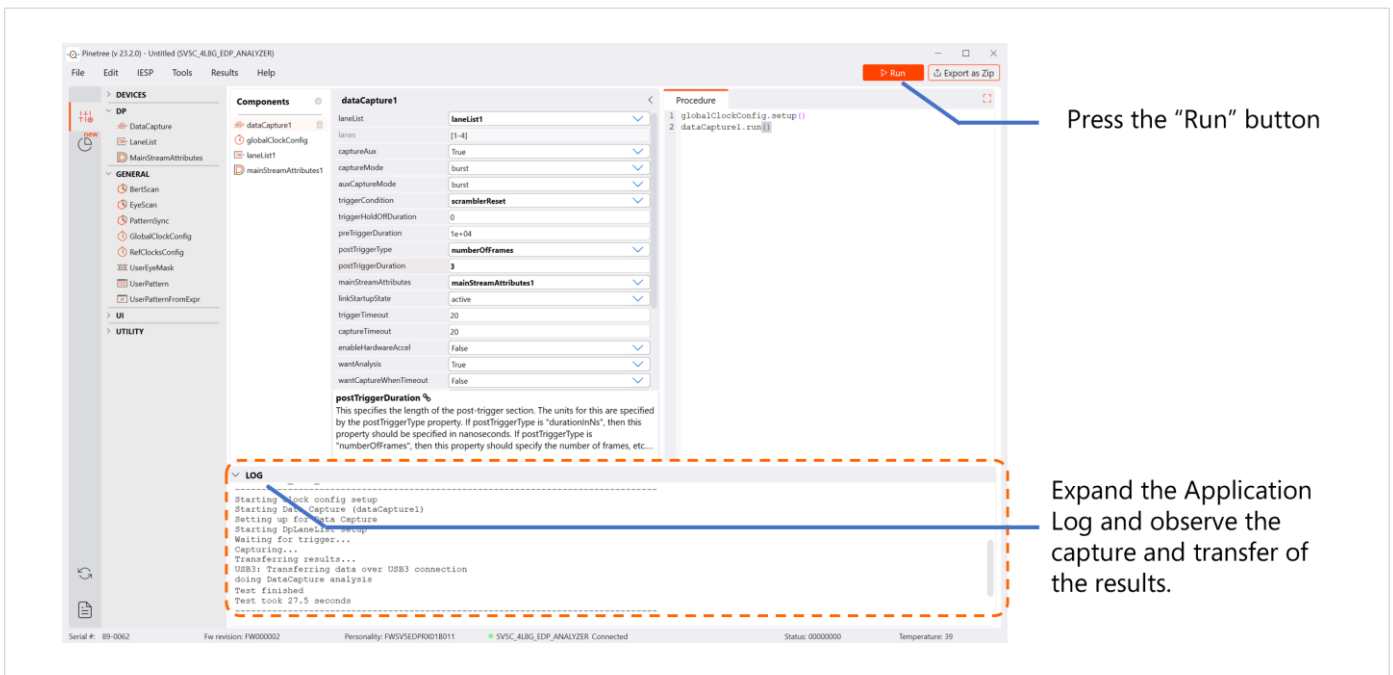 Pinetree (v 23.2.0) - Untitled (SV5C_4L8G_EDP_ANALYZER)
File Edit IESP Tools Results Help
Run Export as Zip
new
DEVICES
DP
DataCapture
LaneList
MainStreamAttributes
GENERAL
BertScan
EyeScan
PatternSync
GlobalClockConfig
RefClocksConfig
UserEyeMask
UserPattern
UserPatternFromExpr
UI
UTILITY
Components
dataCapture1
globalClockConfig
laneList1
mainStreamAttributes1
dataCapture1
laneList laneList1
lanes [1-4]
captureAux True
captureMode burst
auxCaptureMode burst
triggerCondition scramblerReset
triggerHoldOffDuration 0
preTriggerDuration 1e+04
postTriggerType numberOfFrames
postTriggerDuration 3
mainStreamAttributes mainStreamAttributes1
linkStartupState active
triggerTimeout 20
captureTimeout 20
enableHardwareAccel False
wantAnalysis True
wantCaptureWhenTimeout False
postTriggerDuration
This specifies the length of the post-trigger section. The units for this are specified
by the postTriggerType property. If postTriggerType is "durationInNs", then this
property should be specified in nanoseconds. If postTriggerType is
"numberOfFrames", then this property should specify the number of frames, etc....
Procedure
1 globalClockConfig.setup()
2 dataCapture1.run()
LOG
Starting Clock config setup
Starting Data Capture (dataCapture1)
Setting up for Data Capture
Starting DpLaneList setup
Waiting for trigger...
Capturing...
Transferring results...
USB3: Transferring data over USB3 connection
doing DataCapture analysis
Test finished
Test took 27.5 seconds
Serial #: 89-0062 Fw revision: FW000002 Personality: FWSV5EDPRX01B011 SV5C_4L8G_EDP_ANALYZER Connected Status: 00000000 Temperature: 39
Press the “Run” button
Expand the Application
Log and observe the
capture and transfer of
the results.